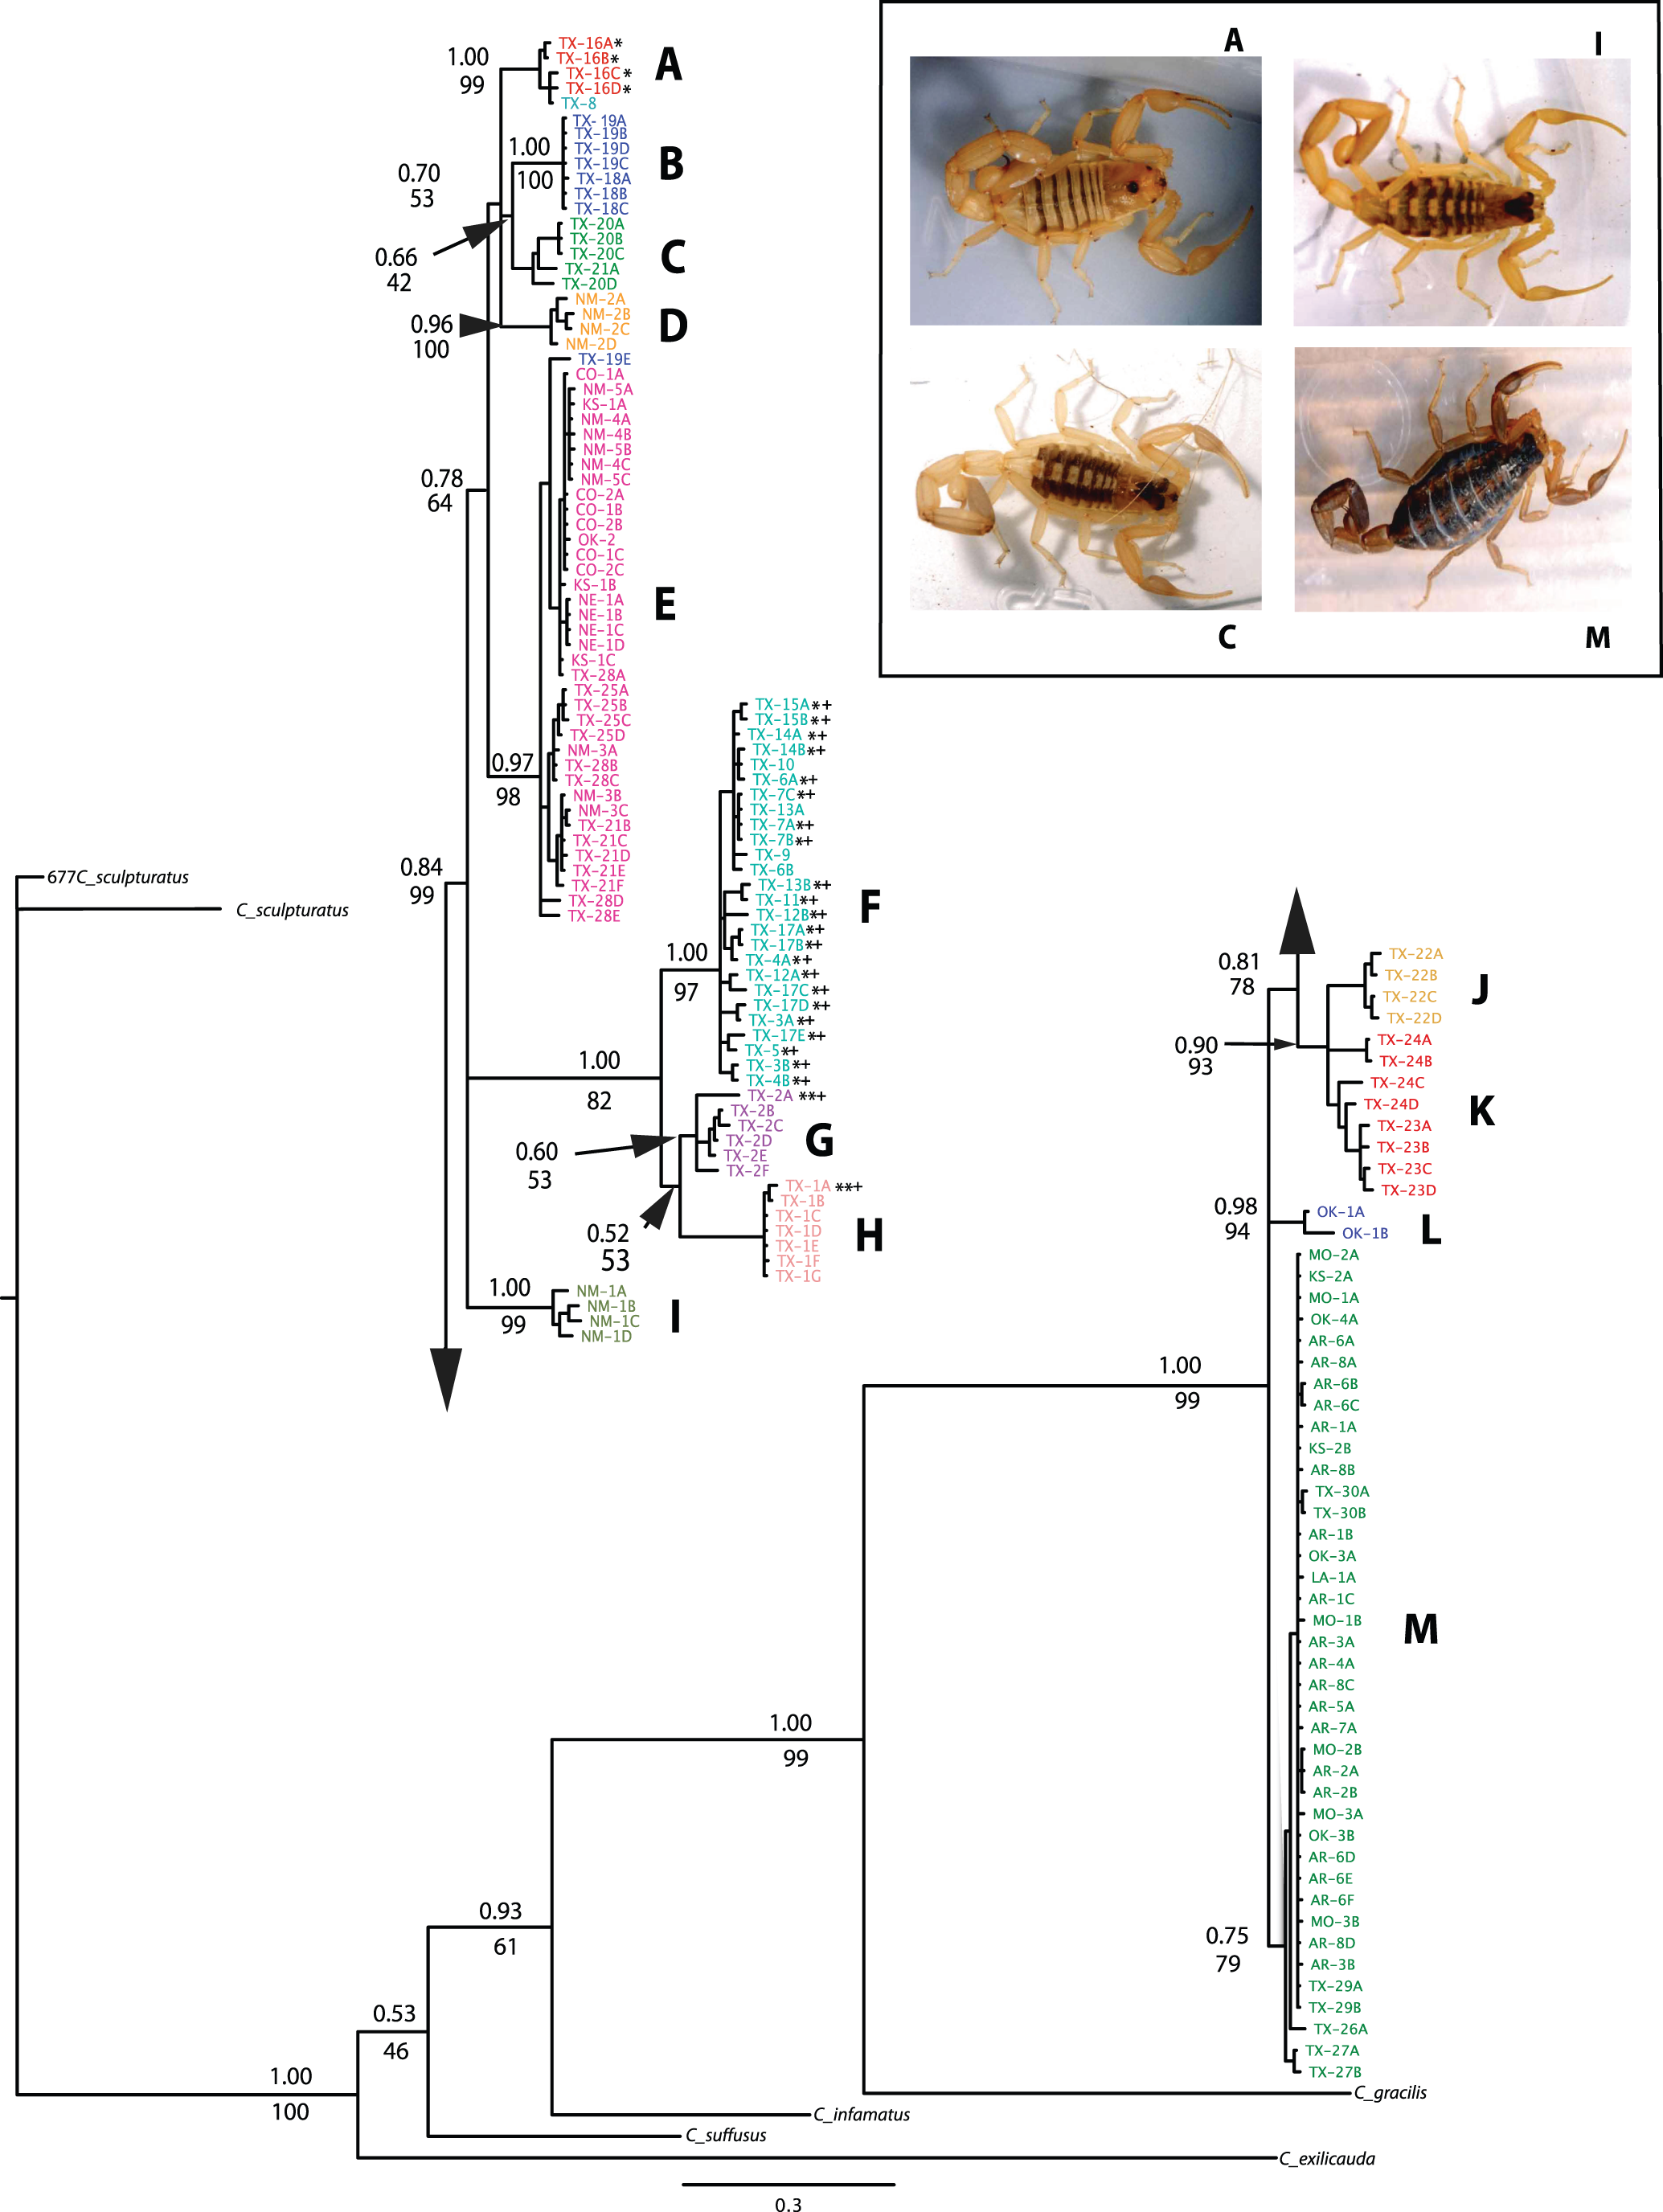 A
I
C
M
1.00
99
TX-16A*
TX-16B*
TX-16C*
TX-16D*
TX-8
A
TX- 19A
TX-19B
TX-19D
TX-19C
TX-18A
TX-18B
TX-18C
1.00
100
B
0.70
53
TX-20A
TX-20B
TX-20C
TX-21A
TX-20D
C
0.66
42
NM-2A
NM-2B
NM-2C
NM-2D
D
0.96
100
TX-19E
CO-1A
NM-5A
KS-1A
NM-4A
NM-4B
NM-5B
NM-4C
NM-5C
CO-2A
CO-1B
CO-2B
OK-2
CO-1C
CO-2C
KS-1B
NE-1A
NE-1B
NE-1C
NE-1D
KS-1C
TX-28A
TX-25A
TX-25B
TX-25C
TX-25D
NM-3A
TX-28B
TX-28C
NM-3B
NM-3C
TX-21B
TX-21C
TX-21D
TX-21E
TX-21F
TX-28D
TX-28E
E
0.78
64
0.97
98
0.84
99
677C_sculpturatus
C_sculpturatus
TX-15A*+
TX-15B*+
TX-14A *+
TX-14B*+
TX-10
TX-6A*+
TX-7C*+
TX-13A
TX-7A*+
TX-7B*+
TX-9
TX-6B
TX-13B*+
TX-11*+
TX-12B*+
TX-17A*+
TX-17B*+
TX-4A*+
TX-12A*+
TX-17C*+
TX-17D *+
TX-3A*+
TX-17E*+
TX-5*+
TX-3B*+
TX-4B*+
F
1.00
97
1.00
82
TX-2A **+
TX-2B
TX-2C
TX-2D
TX-2E
TX-2F
G
0.60
53
TX-1A **+
TX-1B
TX-1C
TX-1D
TX-1E
TX-1F
TX-1G
H
0.52
53
1.00
99
NM-1A
NM-1B
NM-1C
NM-1D
I
0.81
78
TX-22A
TX-22B
TX-22C
TX-22D
J
0.90
93
TX-24A
TX-24B
TX-24C
TX-24D
TX-23A
TX-23B
TX-23C
TX-23D
K
0.98
94
OK-1A
OK-1B
L
MO-2A
KS-2A
MO-1A
OK-4A
AR-6A
AR-8A
AR-6B
AR-6C
AR-1A
KS-2B
AR-8B
TX-30A
TX-30B
AR-1B
OK-3A
LA-1A
AR-1C
MO-1B
AR-3A
AR-4A
AR-8C
AR-5A
AR-7A
MO-2B
AR-2A
AR-2B
MO-3A
OK-3B
AR-6D
AR-6E
AR-6F
MO-3B
AR-8D
AR-3B
TX-29A
TX-29B
TX-26A
TX-27A
TX-27B
M
1.00
99
0.75
79
1.00
99
0.93
61
0.53
46
1.00
100
C_gracilis
C_infamatus
C_suffusus
C_exilicauda
0.3